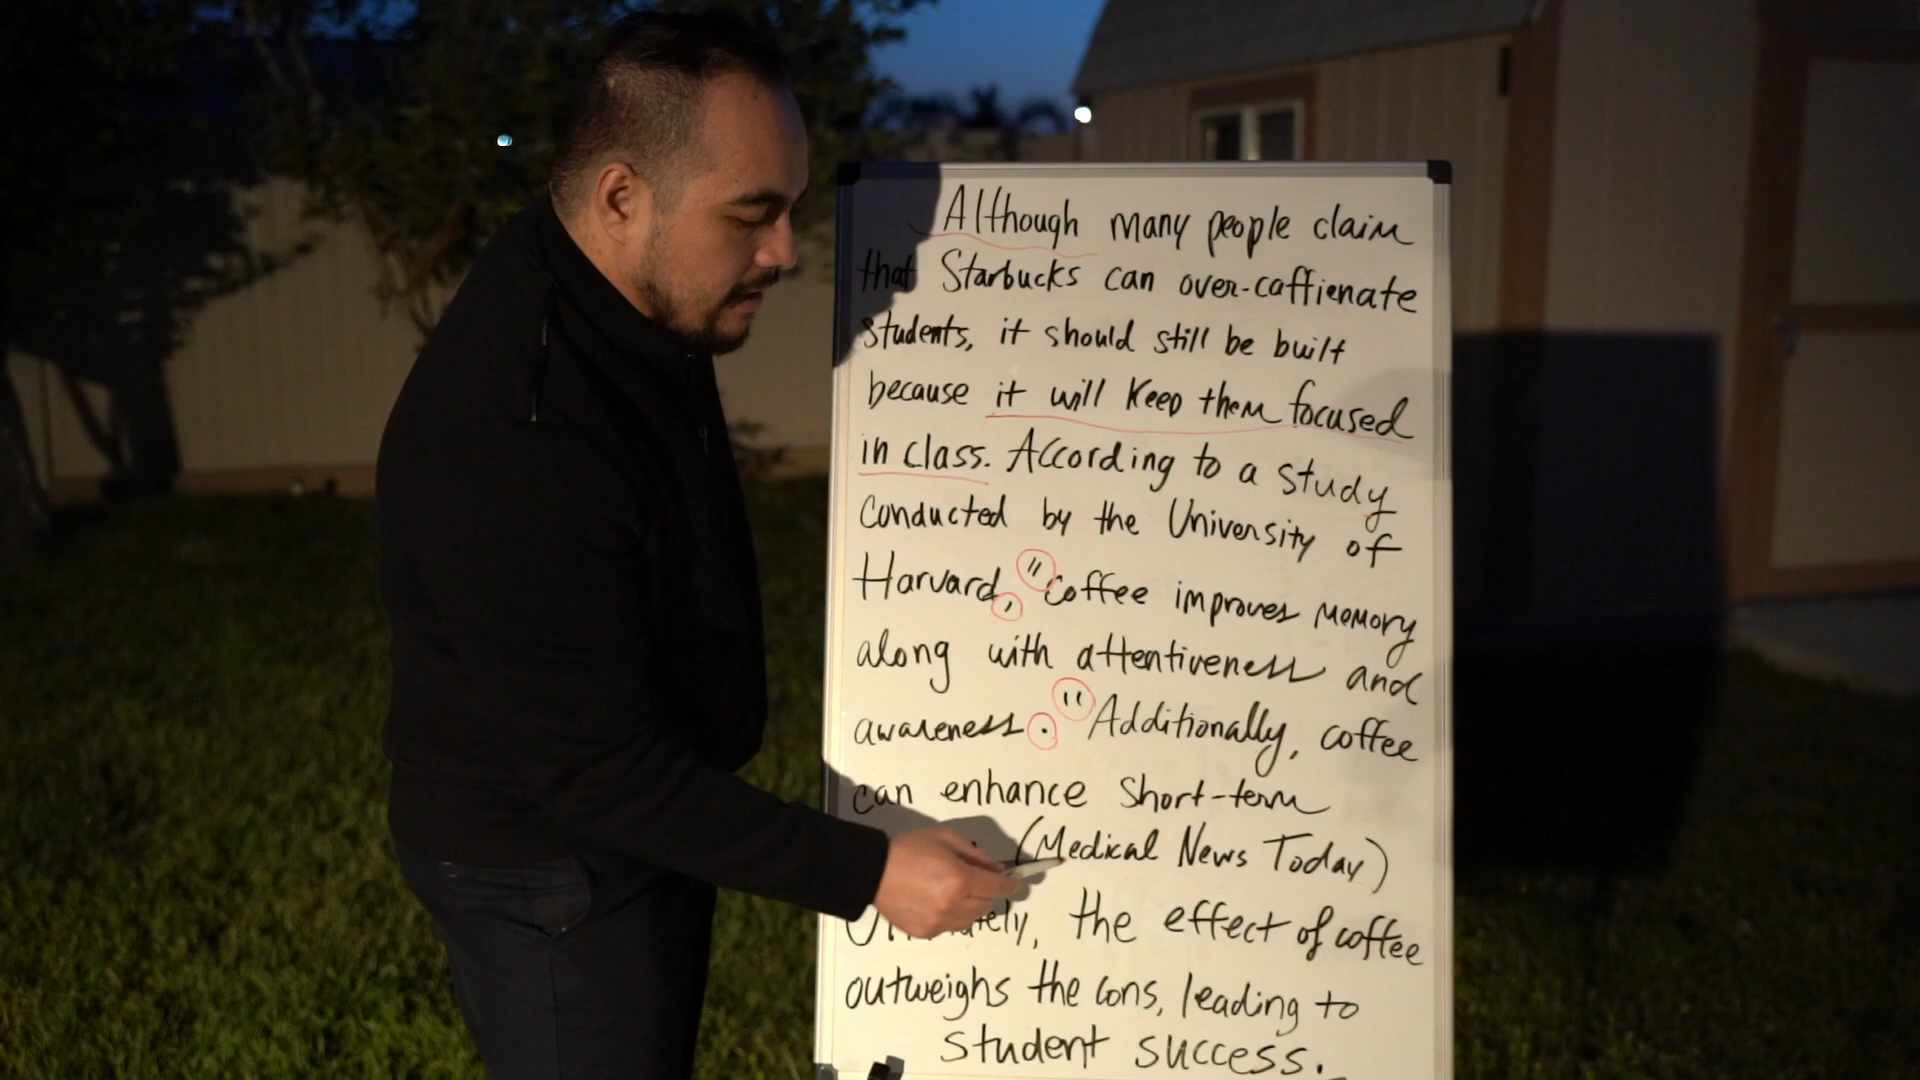 Although many people claim
that Starbucks can over-caffienate
students, it should still be built
because it will keep them focused
in class. According to a study
conducted by the University of
Harvard, "Coffee improves memory
along with attentiveness and
awareness." Additionally, coffee
can enhance short-term
(Medical News Today)
the effect of coffee
outweighs the cons, leading to
student success.